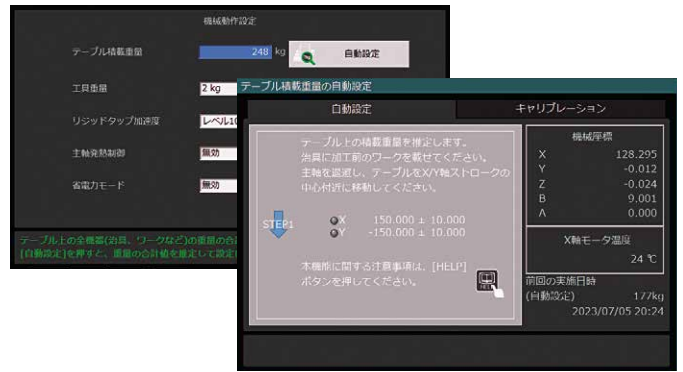 機械動作設定
テーブル積載重量
248 kg
自動設定
工具重量
2 kg
リジッドタップ加速度
レベル10
主軸発熱制御
無効
省電力モード
無効
テーブル上の全機器(治具、ワークなど)の重量の合
[自動設定]を押すと、重量の合計値を推定して設定
テーブル積載重量の自動設定
自動設定
キャリブレーション
テーブル上の積載重量を推定します。
治具に加工前のワークを載せてください。
主軸を退避し、テーブルをX/Y軸ストロークの
中心付近に移動してください。
STEP1
X 150.000 ± 10.000
Y -150.000 ± 10.000
本機能に関する注意事項は、[HELP]
ボタンを押してください。
HELP
機械座標
X 128.295
Y -0.012
Z -0.024
B 9.001
A 0.000
X軸モータ温度
24 ℃
前回の実施日時
(自動設定) 177kg
2023/07/05 20:24